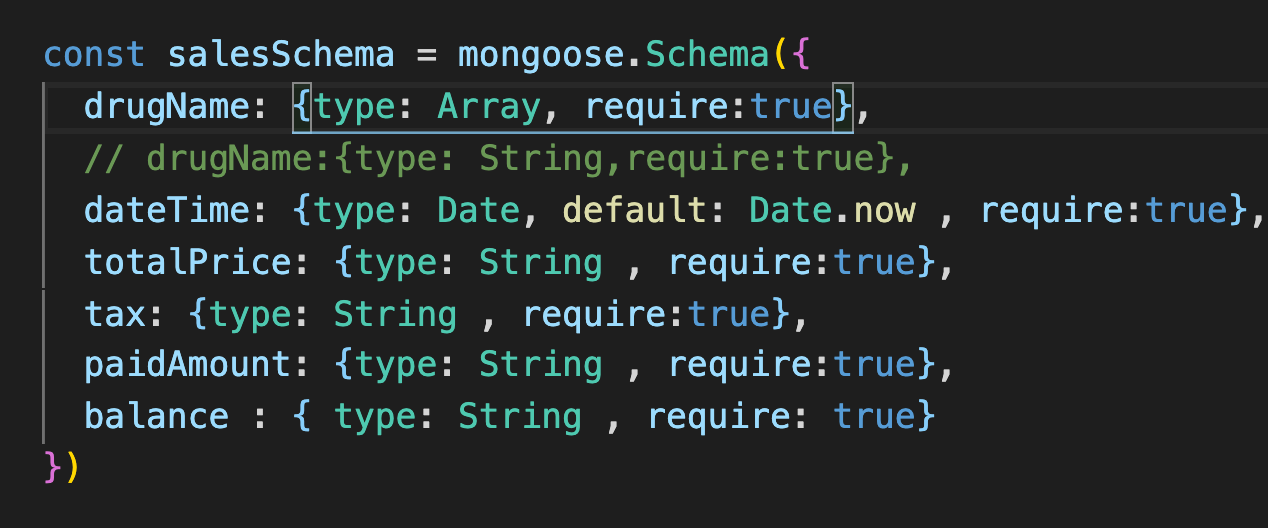 const salesSchema = mongoose.Schema({
drugName: {type: Array, require:true},
// drugName:{type: String,require:true},
dateTime: {type: Date, default: Date.now , require:true},
totalPrice: {type: String , require:true},
tax: {type: String , require:true},
paidAmount: {type: String , require:true},
balance : { type: String , require: true}
})